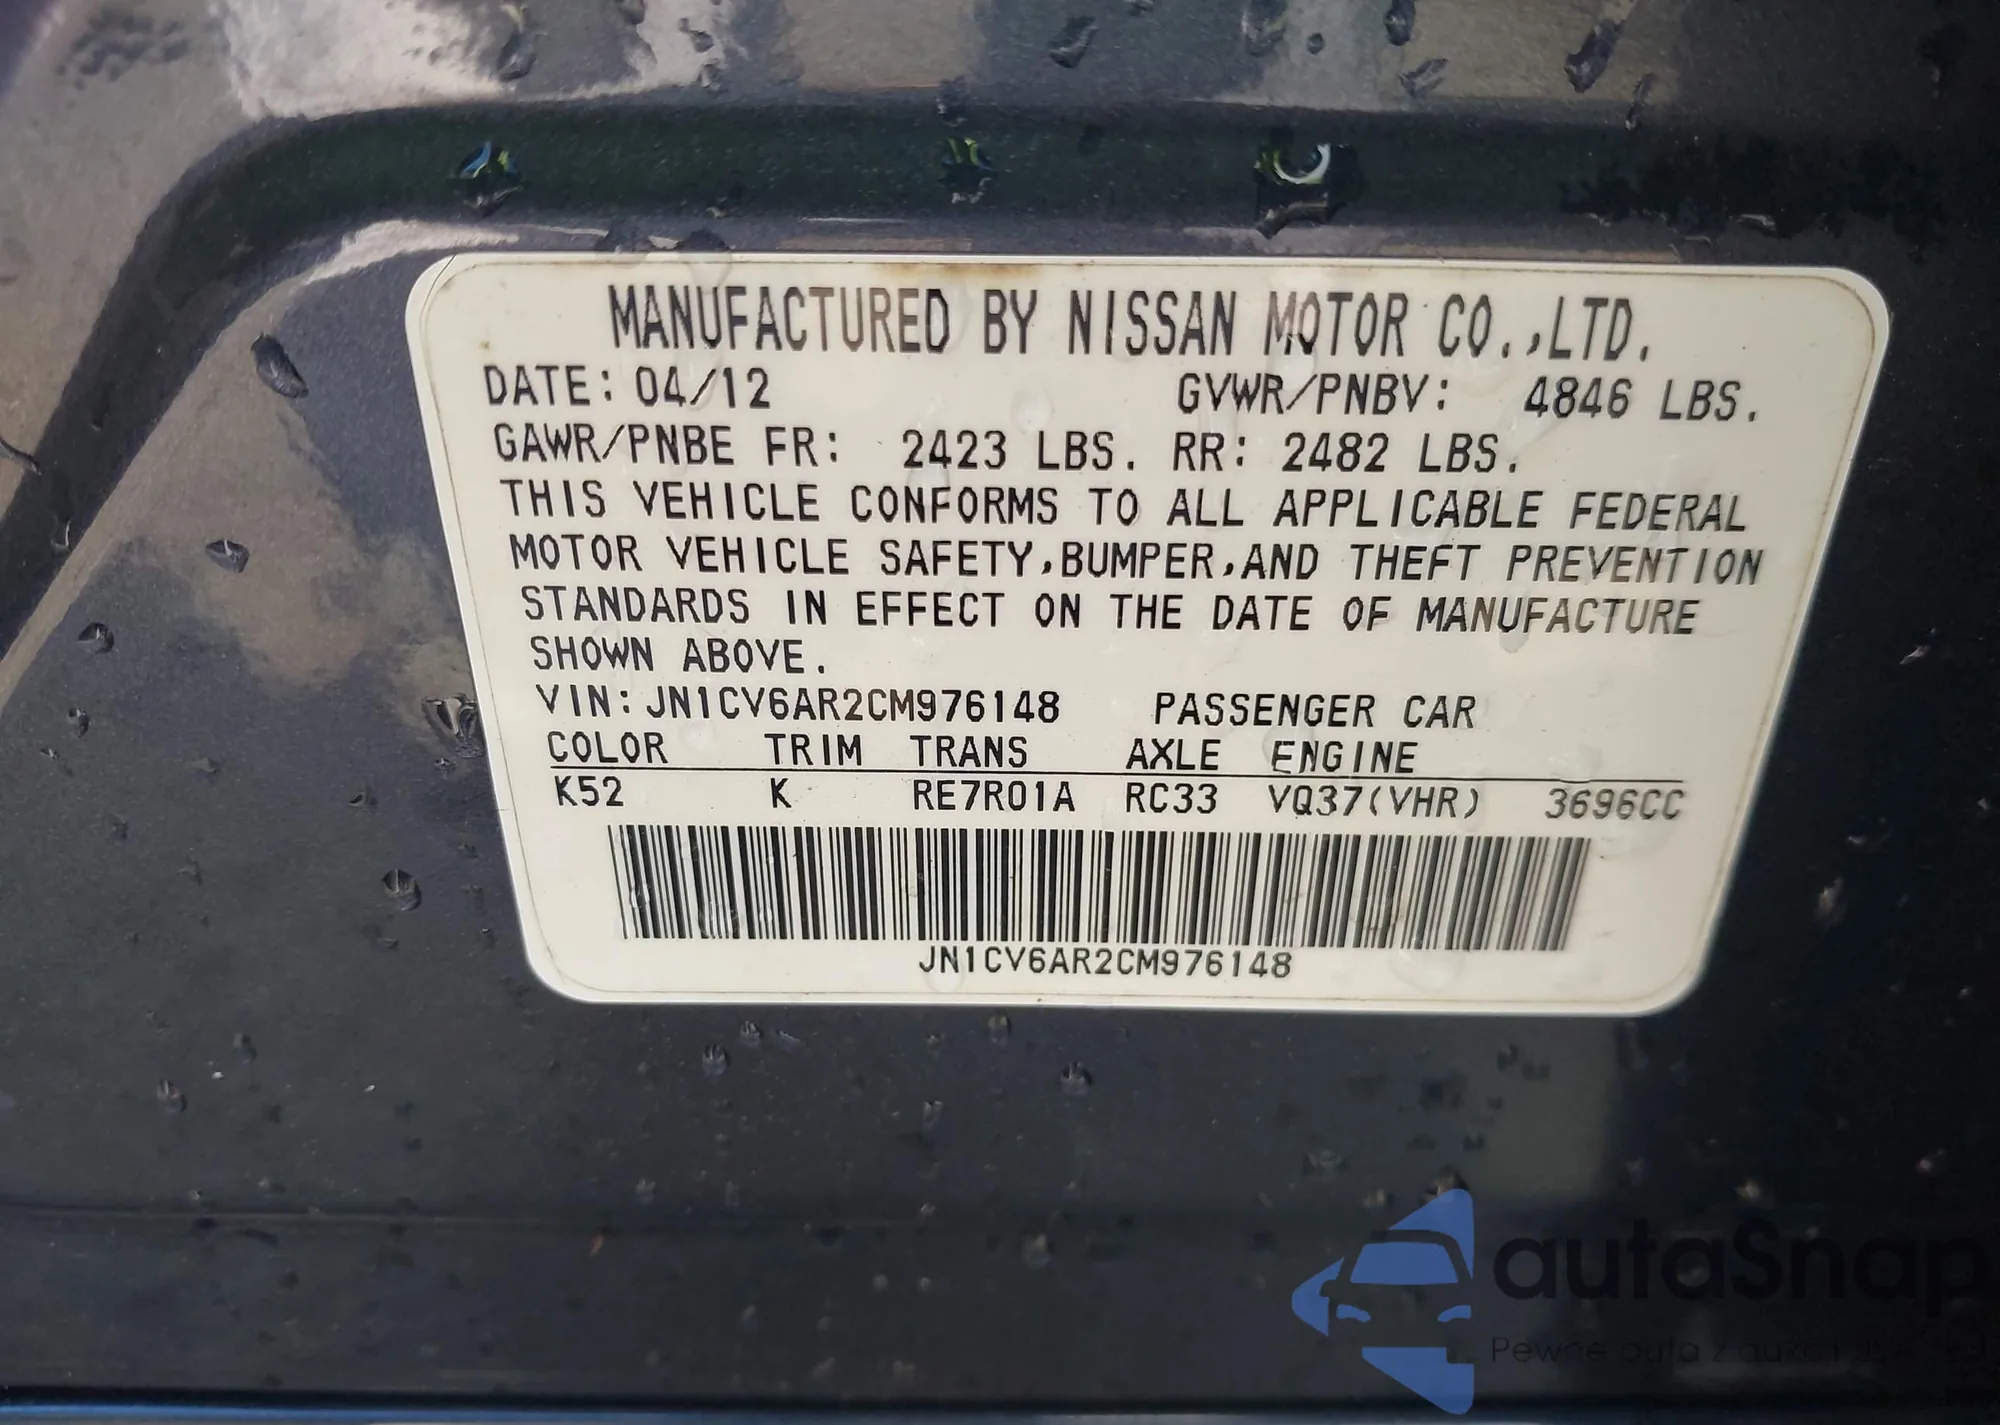 MANUFACTURED BY NISSAN MOTOR CO.,LTD.
DATE: 04/12 GVWR/PNBV: 4846 LBS.
GAWR/PNBE FR: 2423 LBS. RR: 2482 LBS.
THIS VEHICLE CONFORMS TO ALL APPLICABLE FEDERAL
MOTOR VEHICLE SAFETY,BUMPER,AND THEFT PREVENTION
STANDARDS IN EFFECT ON THE DATE OF MANUFACTURE
SHOWN ABOVE.
VIN: JN1CV6AR2CM976148 PASSENGER CAR
COLOR TRIM TRANS AXLE ENGINE
K52 K RE7R01A RC33 VQ37(VHR) 3696CC
JN1CV6AR2CM976148
autaSnap
Pewne auta z